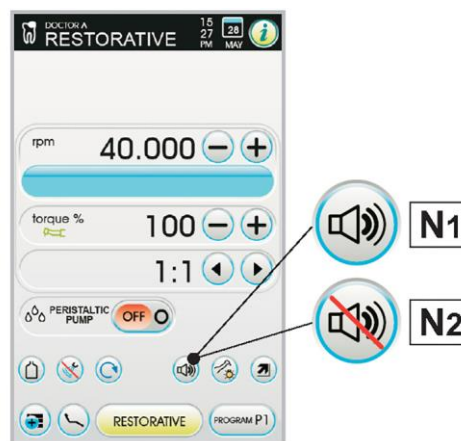 DOCTOR A
RESTORATIVE
15
27
PM
28
MAY
i
rpm
40.000
torque %
100
1:1
PERISTALTIC
PUMP
OFF
RESTORATIVE
PROGRAM P1
N1
N2